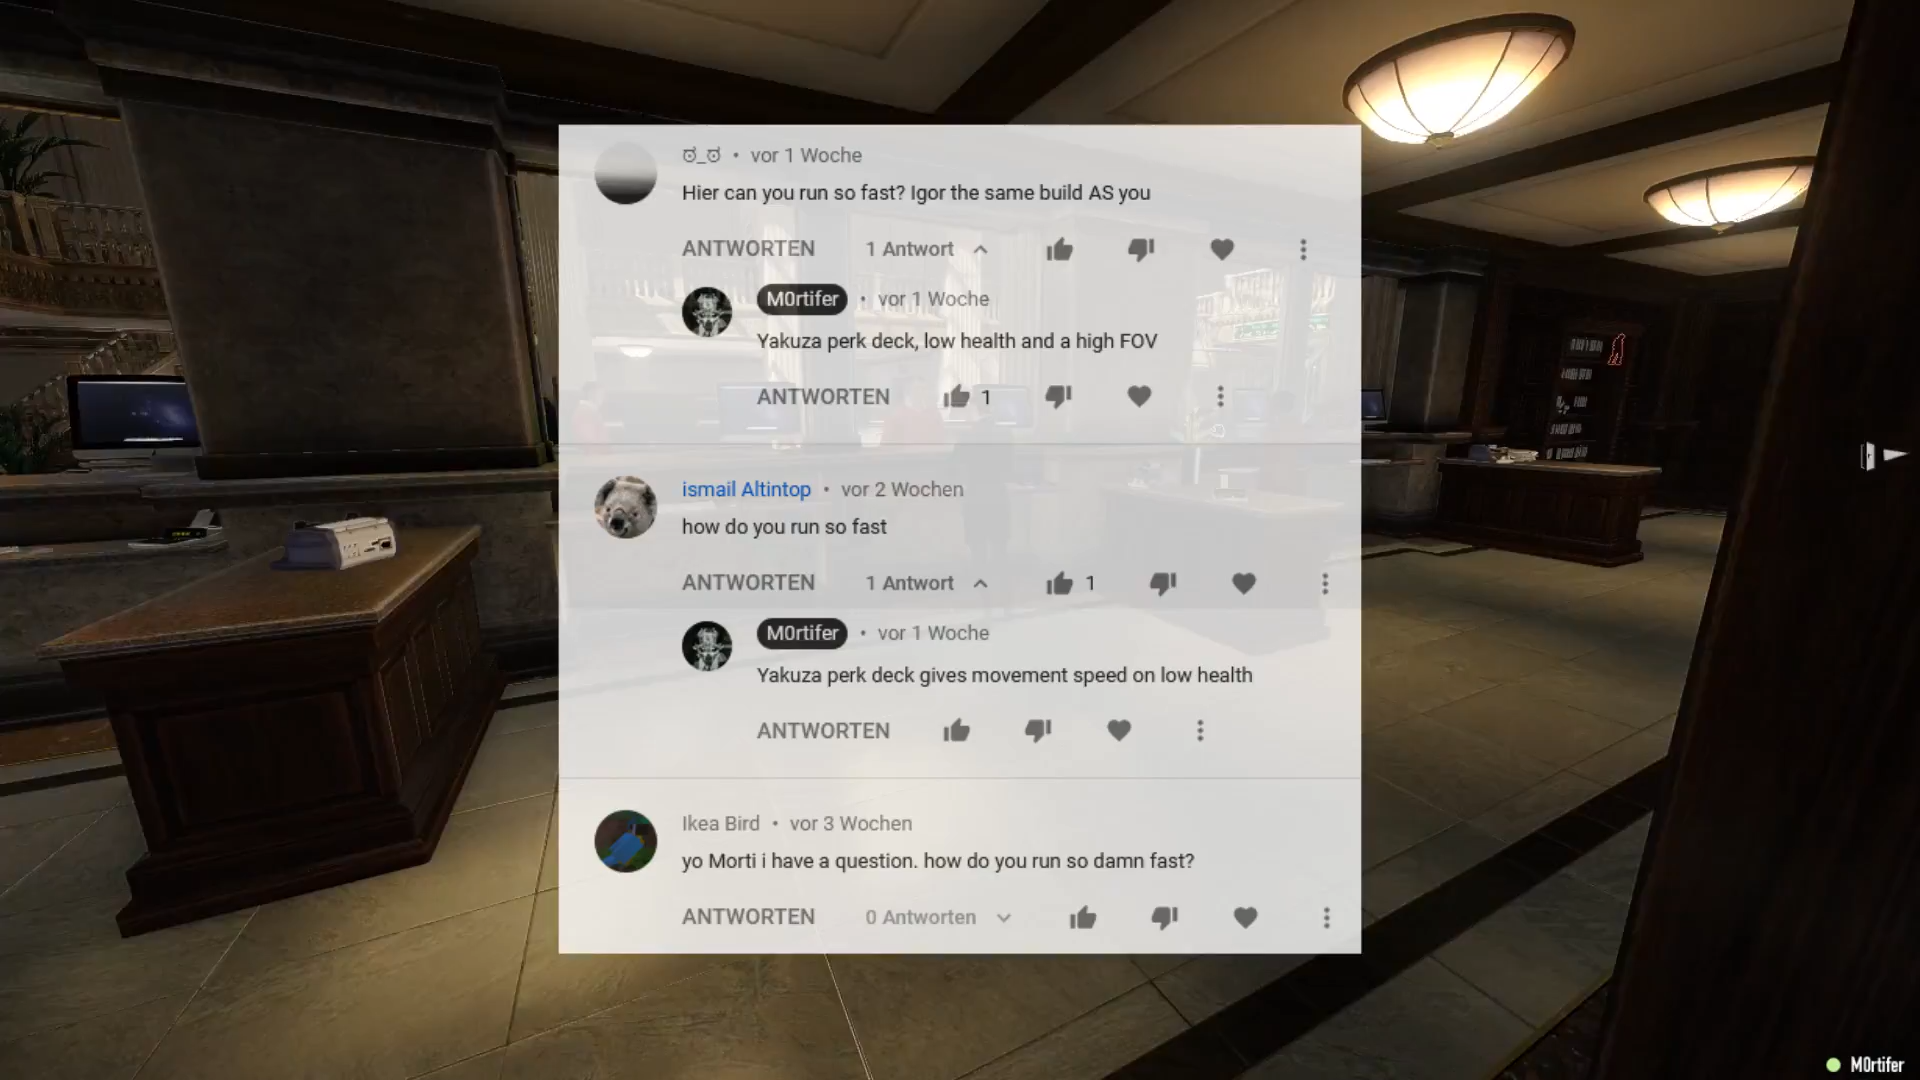 ಠ_ಠ • vor 1 Woche
Hier can you run so fast? Igor the same build AS you
ANTWORTEN 1 Antwort
M0rtifer • vor 1 Woche
Yakuza perk deck, low health and a high FOV
ANTWORTEN 1
ismail Altintop • vor 2 Wochen
how do you run so fast
ANTWORTEN 1 Antwort 1
M0rtifer • vor 1 Woche
Yakuza perk deck gives movement speed on low health
ANTWORTEN
Ikea Bird • vor 3 Wochen
yo Morti i have a question. how do you run so damn fast?
ANTWORTEN 0 Antworten
M0rtifer